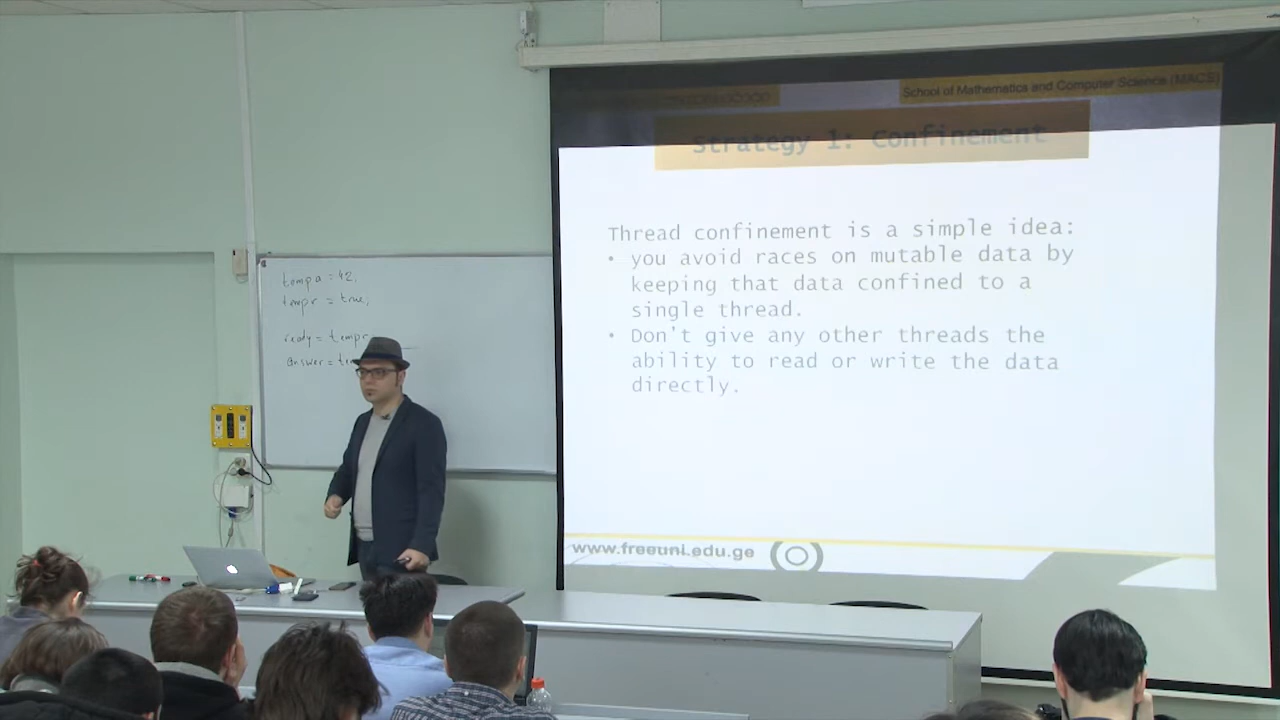 School of Mathematics and Computer Science (MACS)
Strategy 1: Confinement
Thread confinement is a simple idea:
• you avoid races on mutable data by
keeping that data confined to a
single thread.
• Don't give any other threads the
ability to read or write the data
directly.
www.freeuni.edu.ge
tempa = 42;
tempr = true;
ready = tempr
answer =